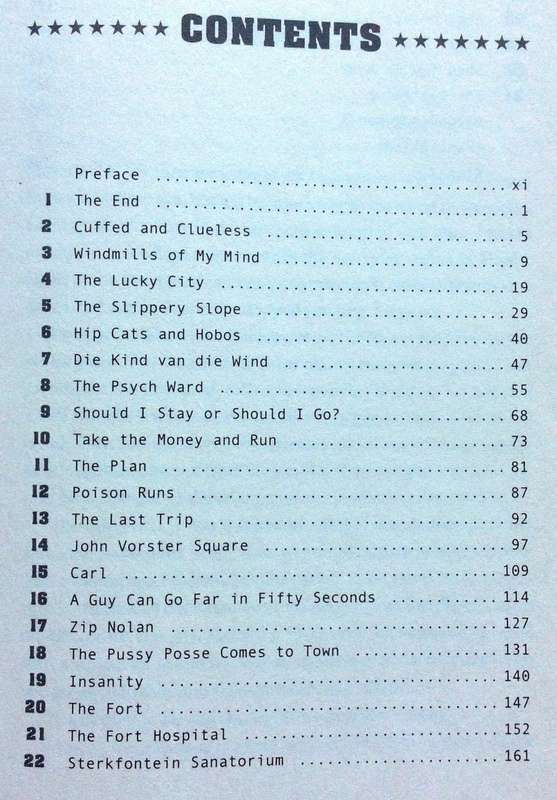 ★★★★★★★ CONTENTS ★★★★★★★
Preface ........ xi
1 The End ........ 1
2 Cuffed and Clueless ........ 5
3 Windmills of My Mind ........ 9
4 The Lucky City ........ 19
5 The Slippery Slope ........ 29
6 Hip Cats and Hobos ........ 40
7 Die Kind van die Wind ........ 47
8 The Psych Ward ........ 55
9 Should I Stay or Should I Go? ........ 68
10 Take the Money and Run ........ 73
11 The Plan ........ 81
12 Poison Runs ........ 87
13 The Last Trip ........ 92
14 John Vorster Square ........ 97
15 Carl ........ 109
16 A Guy Can Go Far in Fifty Seconds ........ 114
17 Zip Nolan ........ 127
18 The Pussy Posse Comes to Town ........ 131
19 Insanity ........ 140
20 The Fort ........ 147
21 The Fort Hospital ........ 152
22 Sterkfontein Sanatorium ........ 161